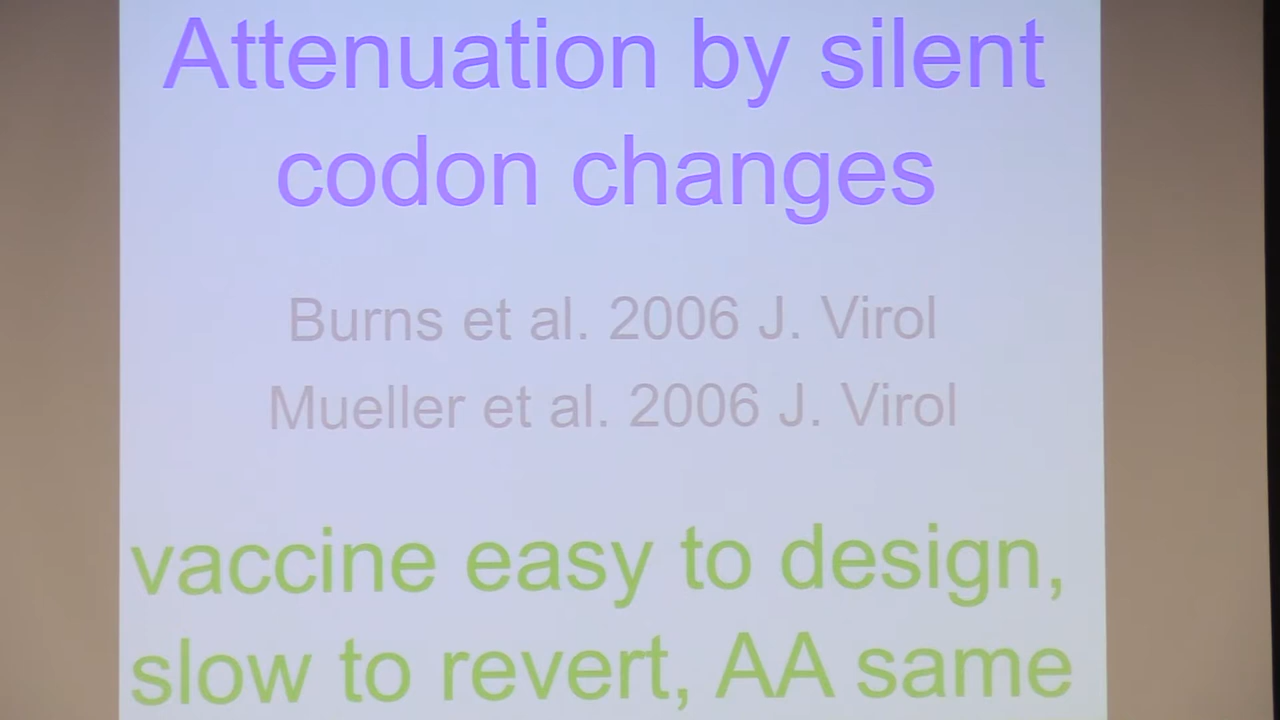 Attenuation by silent
codon changes
Burns et al. 2006 J. Virol
Mueller et al. 2006 J. Virol
vaccine easy to design,
slow to revert, AA same